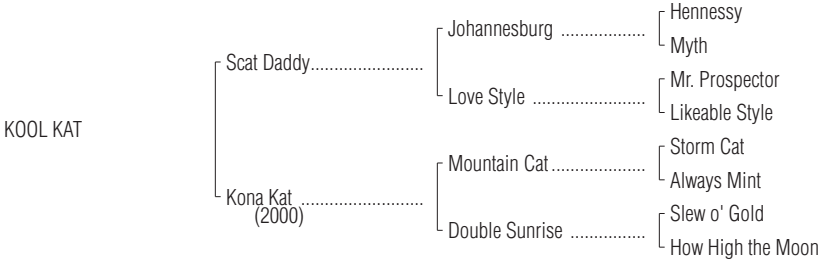 Hennessy
Johannesburg ...................
Myth
Scat Daddy.......................
Mr. Prospector
Love Style .......................
Likeable Style
KOOL KAT
Storm Cat
Mountain Cat...................
Always Mint
Kona Kat .........................
(2000)
Slew o' Gold
Double Sunrise ................
How High the Moon